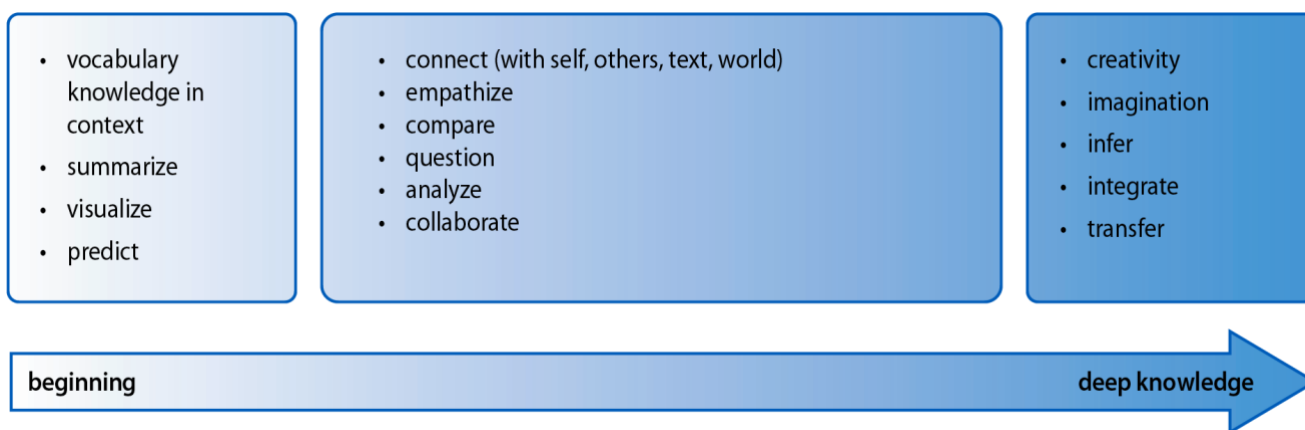 • vocabulary
knowledge in
context
• summarize
• visualize
• predict
• connect (with self, others, text, world)
• empathize
• compare
• question
• analyze
• collaborate
• creativity
• imagination
• infer
• integrate
• transfer
beginning
deep knowledge